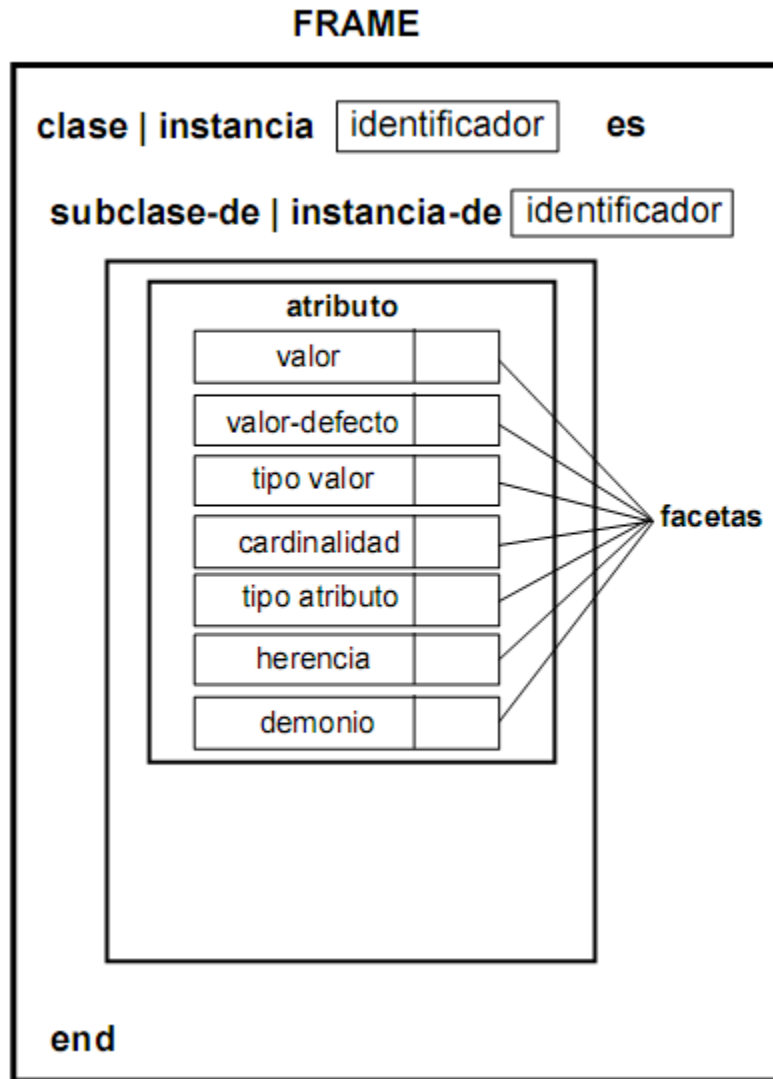 FRAME
clase | instancia identificador es
subclase-de | instancia-de identificador
atributo
valor
valor-defecto
tipo valor
cardinalidad
tipo atributo
herencia
demonio
facetas
end